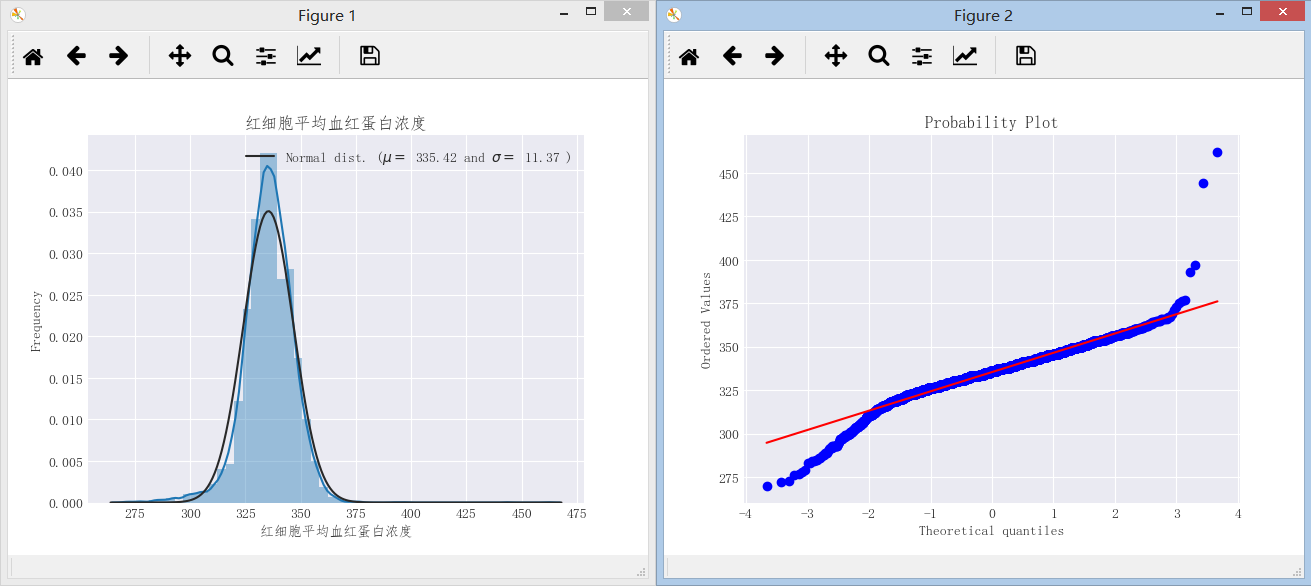 Figure 1
红细胞平均血红蛋白浓度
Normal dist. (μ= 335.42 and σ= 11.37 )
Frequency
0.040
0.035
0.030
0.025
0.020
0.015
0.010
0.005
0.000
275 300 325 350 375 400 425 450 475
红细胞平均血红蛋白浓度
Figure 2
Probability Plot
Ordered Values
450
425
400
375
350
325
300
275
-4 -3 -2 -1 0 1 2 3 4
Theoretical quantiles